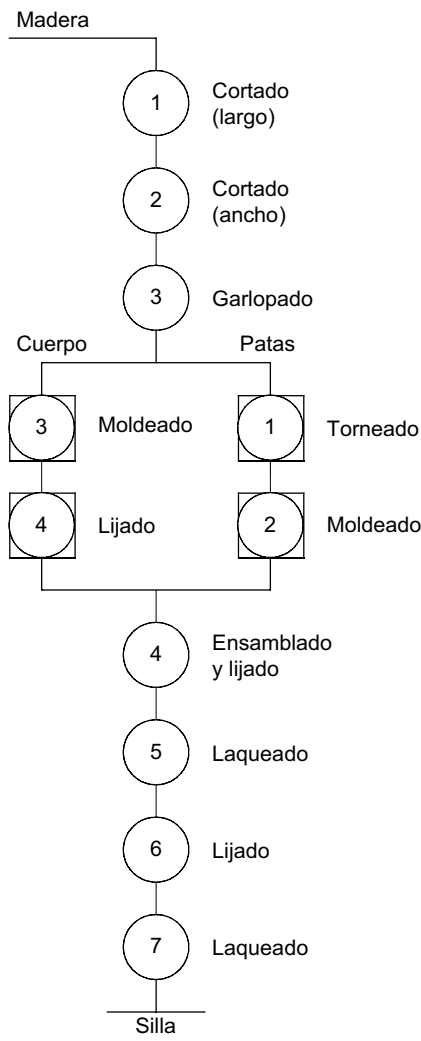 Madera
1
Cortado
(largo)
2
Cortado
(ancho)
3
Garlopado
Cuerpo
Patas
3
Moldeado
1
Torneado
4
Lijado
2
Moldeado
4
Ensamblado
y lijado
5
Laqueado
6
Lijado
7
Laqueado
Silla